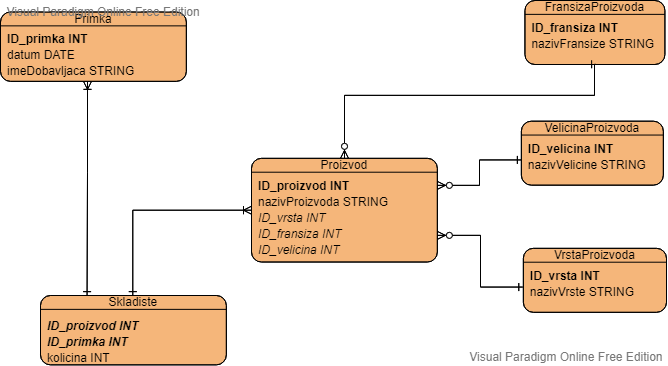 Visual Paradigm Online Free Edition
Primka
ID_primka INT
datum DATE
imeDobavljaca STRING
FransizaProizvoda
ID_fransiza INT
nazivFransize STRING
VelicinaProizvoda
ID_velicina INT
nazivVelicine STRING
Proizvod
ID_proizvod INT
nazivProizvoda STRING
ID_vrsta INT
ID_fransiza INT
ID_velicina INT
VrstaProizvoda
ID_vrsta INT
nazivVrste STRING
Skladiste
ID_proizvod INT
ID_primka INT
kolicina INT
Visual Paradigm Online Free Edition